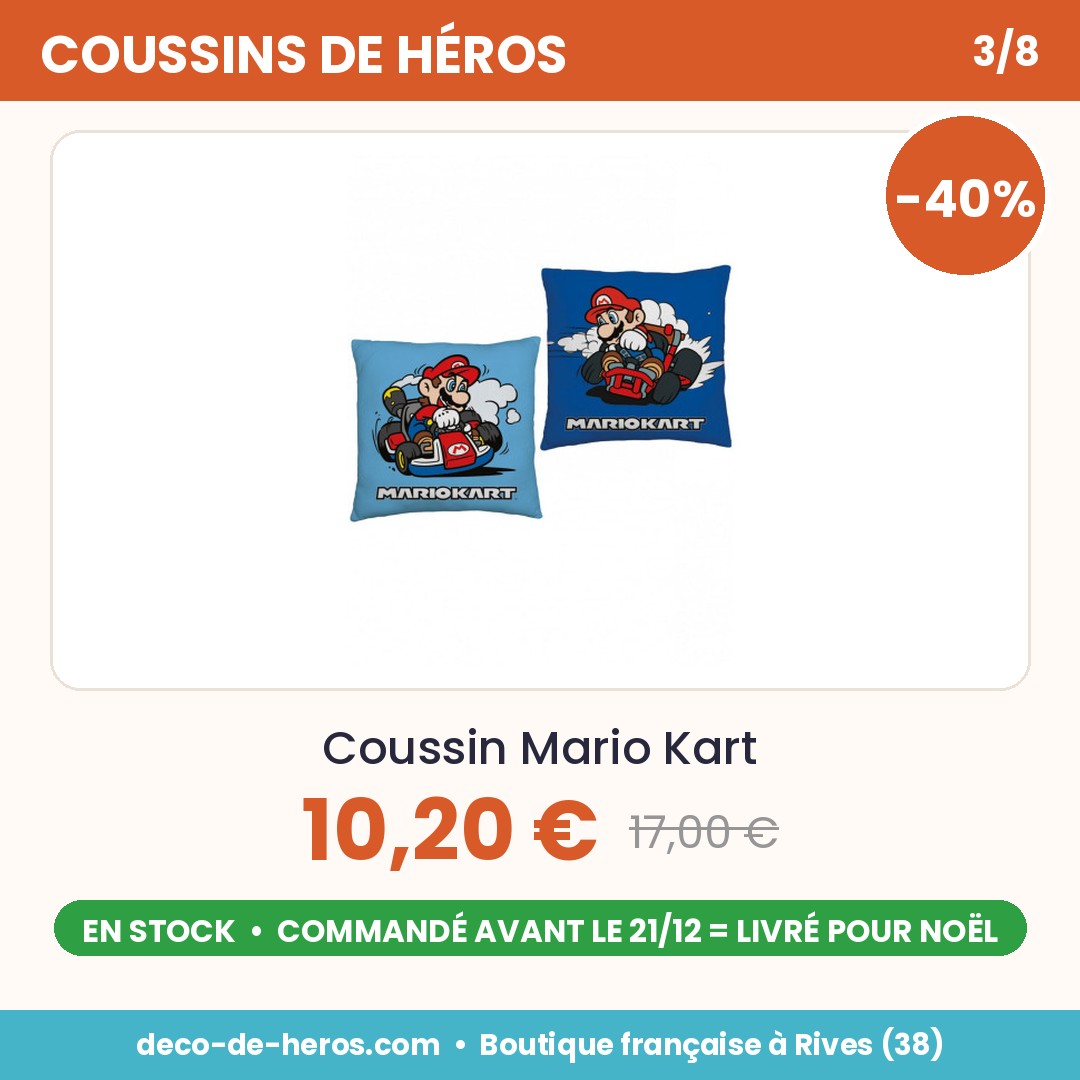 COUSSINS DE HÉROS
3/8
-40%
MARIOKART
MARIOKART
Coussin Mario Kart
10,20 € 17,00 €
EN STOCK • COMMANDÉ AVANT LE 21/12 = LIVRÉ POUR NOËL
deco-de-heros.com • Boutique française à Rives (38)